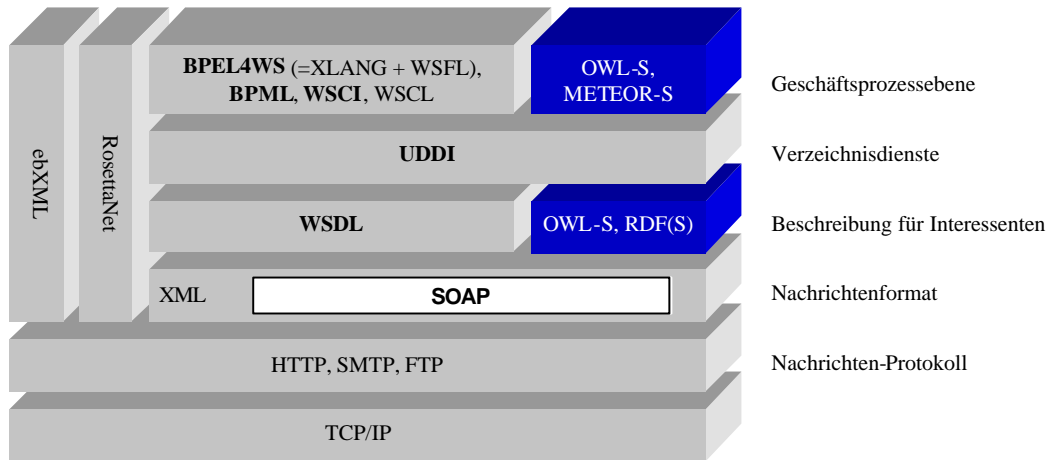 ebXML
RosettaNet
BPEL4WS (=XLANG + WSFL),
BPML, WSCI, WSCL
OWL-S,
METEOR-S
Geschäftsprozessebene
UDDI
Verzeichnisdienste
WSDL
OWL-S, RDF(S)
Beschreibung für Interessenten
XML
SOAP
Nachrichtenformat
HTTP, SMTP, FTP
Nachrichten-Protokoll
TCP/IP